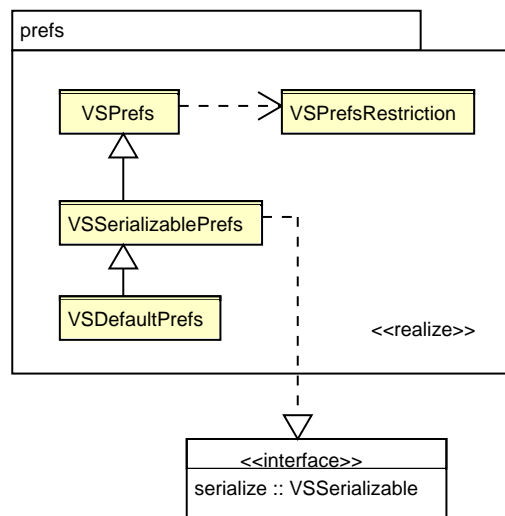 prefs
VSPrefs
VSPrefsRestriction
VSSerializablePrefs
VSDefaultPrefs
<<realize>>
<<interface>>
serialize :: VSSerializable